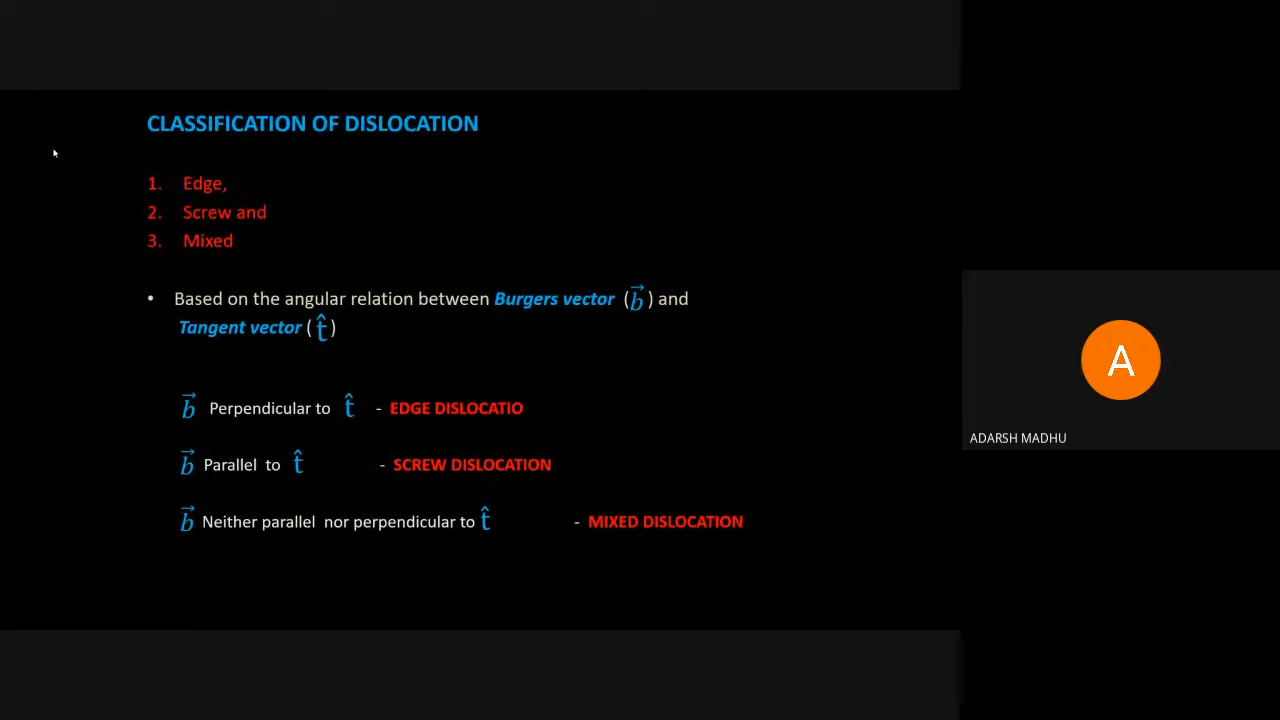 CLASSIFICATION OF DISLOCATION
1. Edge,
2. Screw and
3. Mixed
• Based on the angular relation between Burgers vector (b⃗) and
Tangent vector (t̂)
b⃗ Perpendicular to t̂ - EDGE DISLOCATIO
b⃗ Parallel to t̂ - SCREW DISLOCATION
b⃗ Neither parallel nor perpendicular to t̂ - MIXED DISLOCATION
A
ADARSH MADHU